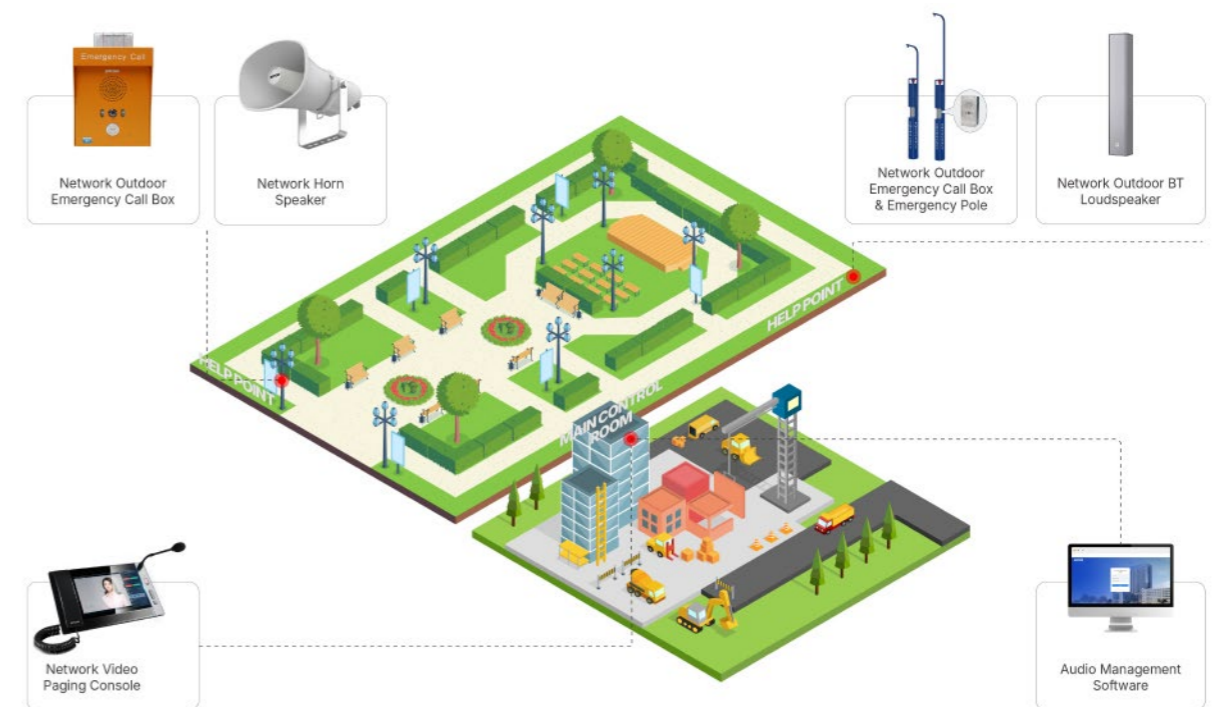 Emergency Call
Network Outdoor
Emergency Call Box
Network Horn
Speaker
Network Outdoor
Emergency Call Box
& Emergency Pole
Network Outdoor BT
Loudspeaker
HELP POINT
HELP POINT
MAIN CONTROL
ROOM
Network Video
Paging Console
Audio Management
Software